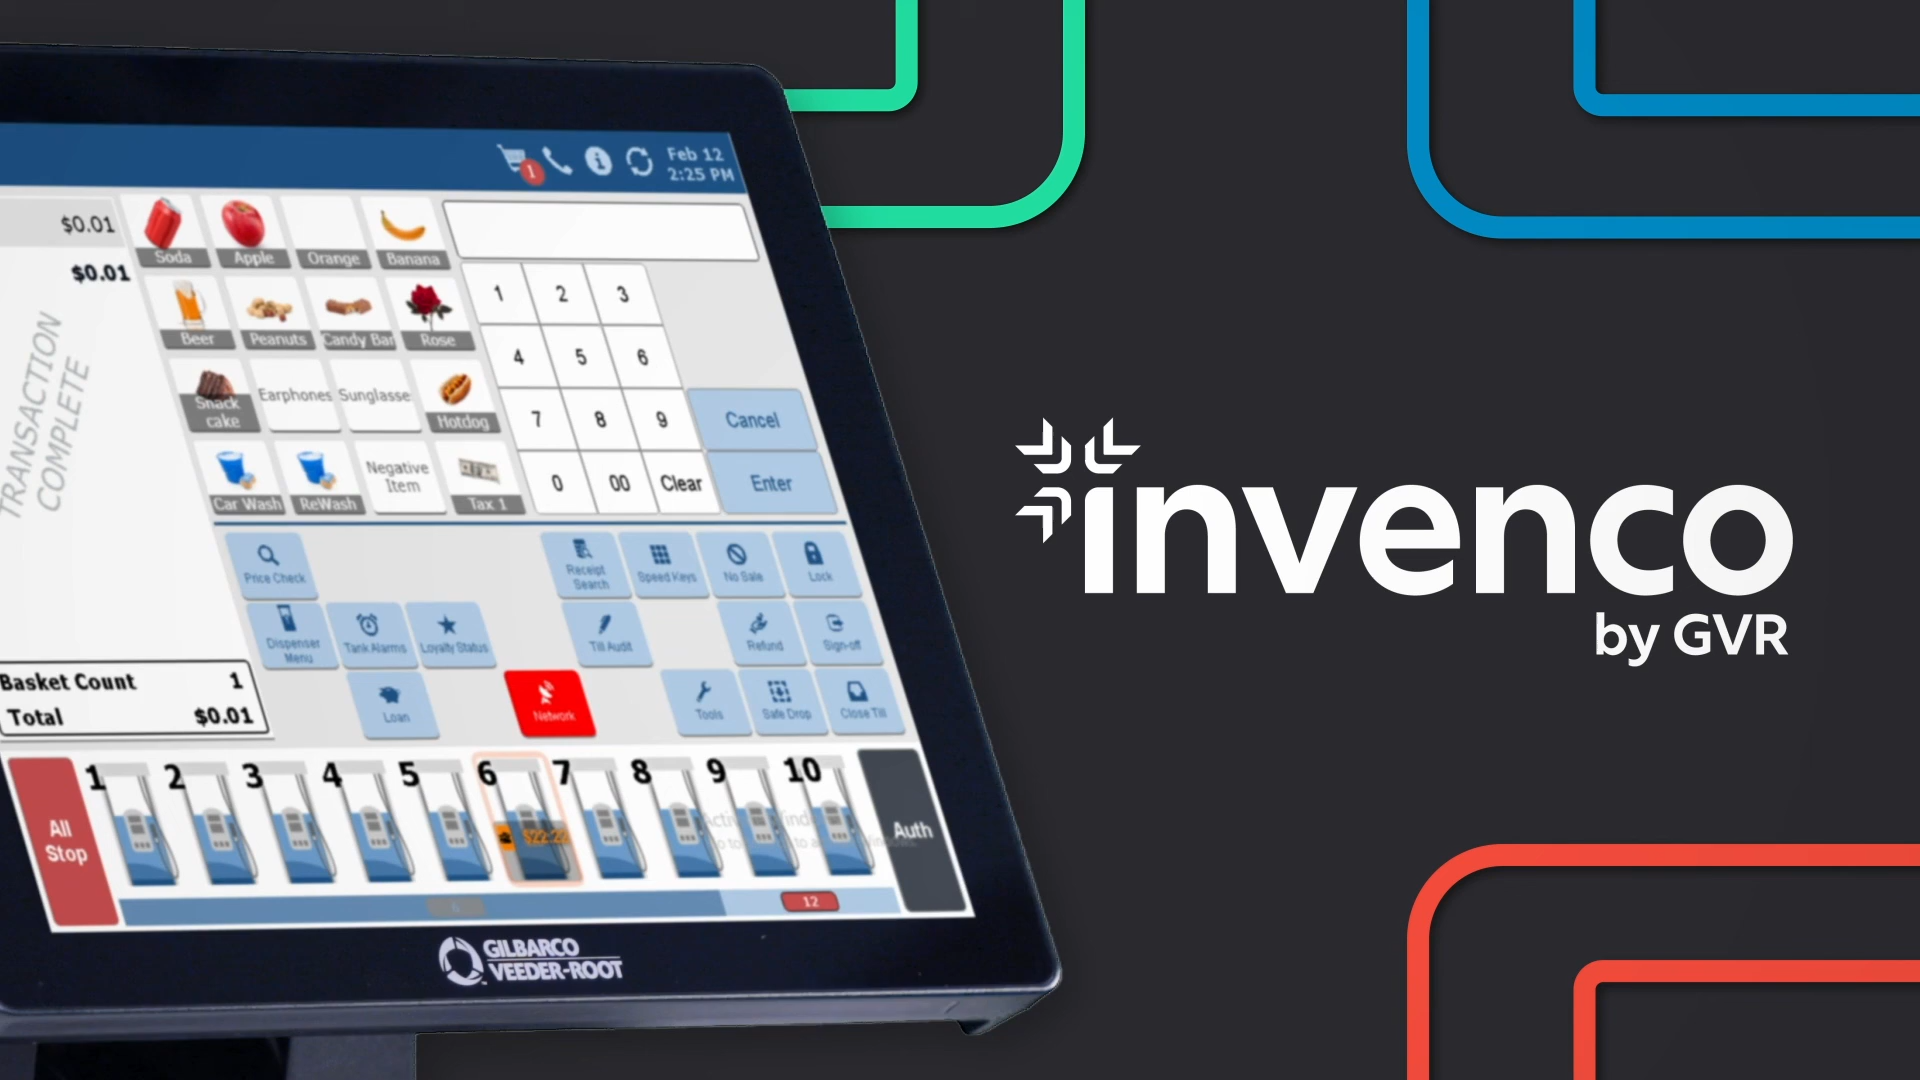 Feb 12
2:25 PM
1
$0.01
$0.01
TRANSACTION
COMPLETE
Soda
Apple
Orange
Banana
Beer
Peanuts
Candy Bar
Rose
Snack
cake
Earphones
Sunglasse
Hotdog
Car Wash
ReWash
Negative
Item
Tax 1
1 2 3
4 5 6
7 8 9
0 00 Clear
Cancel
Enter
Price Check
Receipt
Search
Speed Keys
No Sale
Lock
Dispenser
Menu
Tank Alarms
Loyalty Status
Till Audit
Refund
Sign-off
Loan
Network
Tools
Safe Drop
Close Till
Basket Count 1
Total $0.01
All
Stop
1 2 3 4 5 6 7 8 9 10
Auth
12
GILBARCO
VEEDER-ROOT
invenco
by GVR